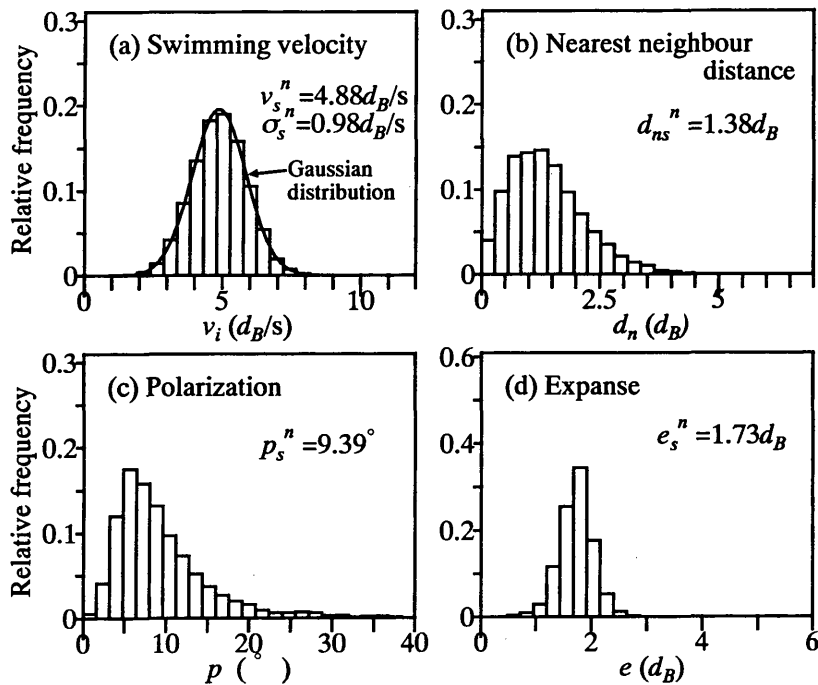 0.3
(a) Swimming velocity
v_s^n=4.88d_B/s
0.2
σ_s^n=0.98d_B/s
Gaussian
distribution
0.1
0
Relative frequency
0 5 10
v_i (d_B/s)
0.3
(b) Nearest neighbour
distance
0.2
d_ns^n=1.38d_B
0.1
0
0 2.5 5
d_n (d_B)
0.3
(c) Polarization
p_s^n=9.39°
0.2
0.1
0
Relative frequency
0 10 20 30 40
p (°)
0.6
(d) Expanse
e_s^n=1.73d_B
0.4
0.2
0
0 2 4 6
e (d_B)